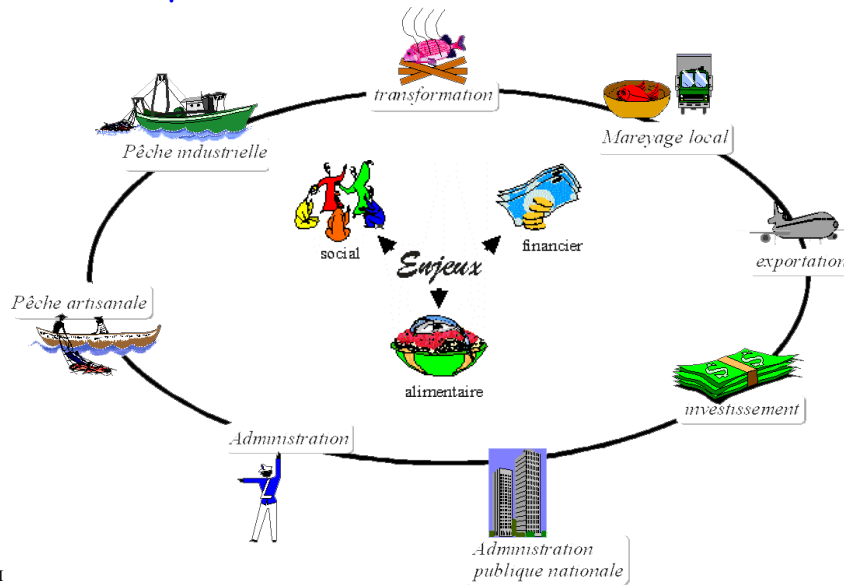 transformation
Pêche industrielle
Mareyage local
social
financier
Enjeux
exportation
Pêche artisanale
alimentaire
investissement
Administration
Administration
publique nationale